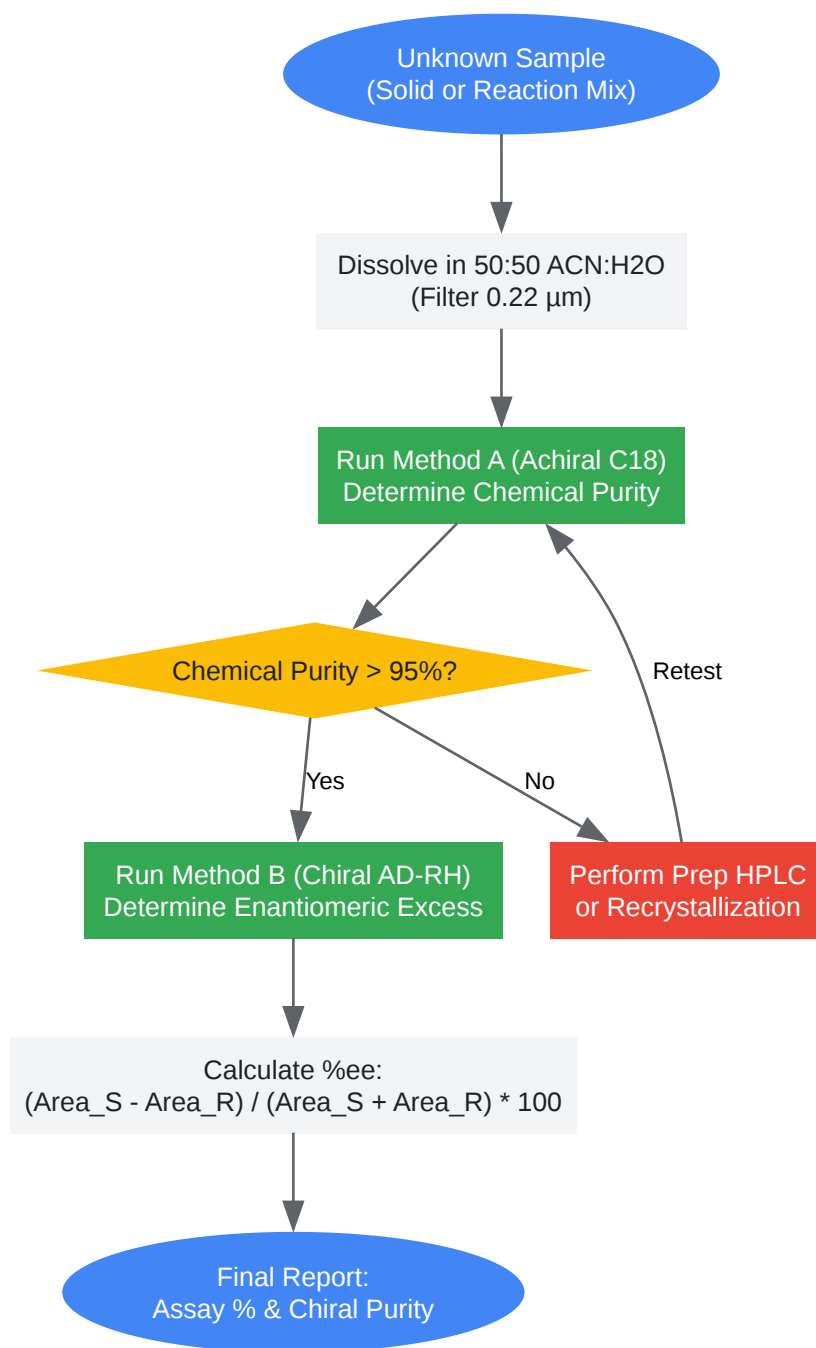 Unknown Sample
(Solid or Reaction Mix)
Dissolve in 50:50 ACN:H2O
(Filter 0.22 µm)
Run Method A (Achiral C18)
Determine Chemical Purity
Chemical Purity > 95%?
Retest
Yes
No
Run Method B (Chiral AD-RH)
Determine Enantiomeric Excess
Perform Prep HPLC
or Recrystallization
Calculate %ee:
(Area_S - Area_R) / (Area_S + Area_R) * 100
Final Report:
Assay % & Chiral Purity